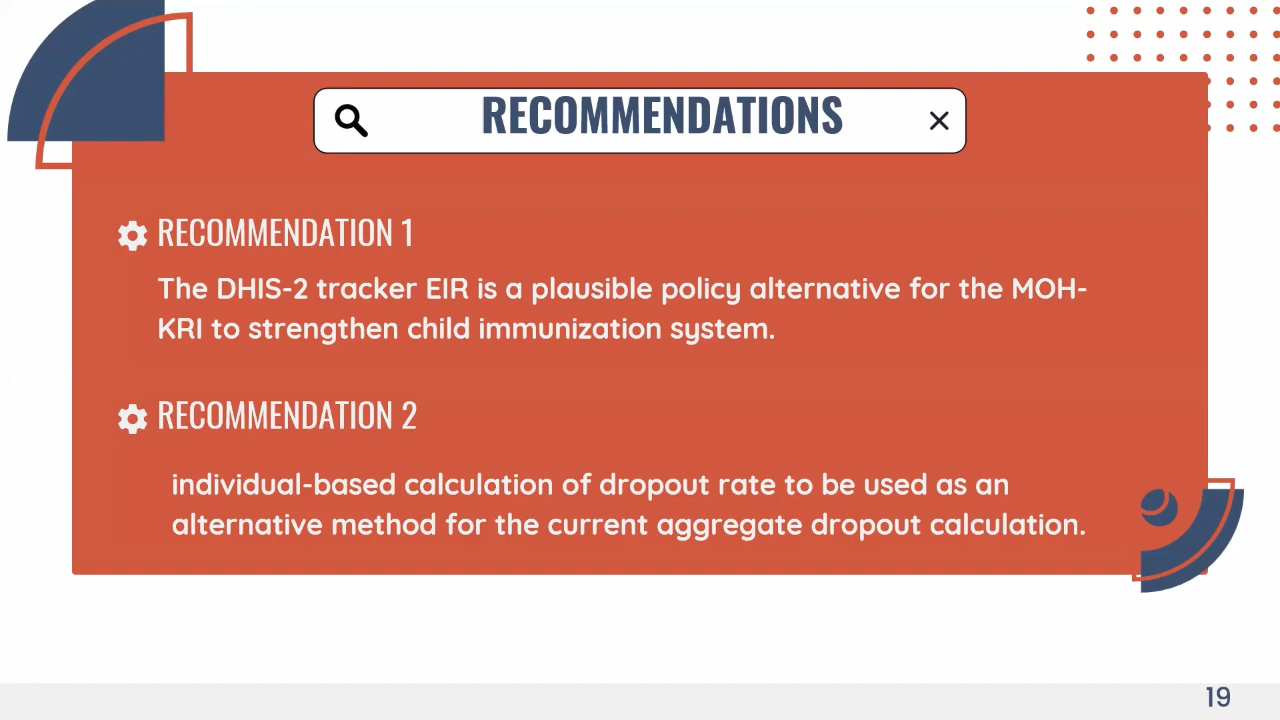 RECOMMENDATIONS
RECOMMENDATION 1
The DHIS-2 tracker EIR is a plausible policy alternative for the MOH-
KRI to strengthen child immunization system.
RECOMMENDATION 2
individual-based calculation of dropout rate to be used as an
alternative method for the current aggregate dropout calculation.
19